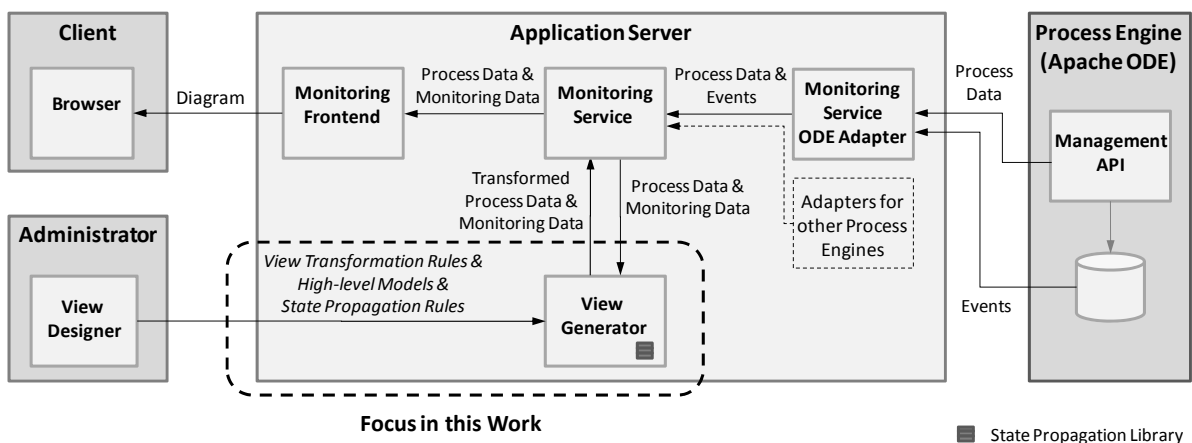 Client
Browser
Diagram
Application Server
Monitoring
Frontend
Process Data &
Monitoring Data
Monitoring
Service
Process Data &
Events
Monitoring
Service
ODE Adapter
Process
Data
Process Engine
(Apache ODE)
Management
API
Events
Adapters for
other Process
Engines
Transformed
Process Data &
Monitoring Data
Process Data &
Monitoring Data
Administrator
View
Designer
View Transformation Rules &
High-level Models &
State Propagation Rules
View
Generator
Focus in this Work
State Propagation Library